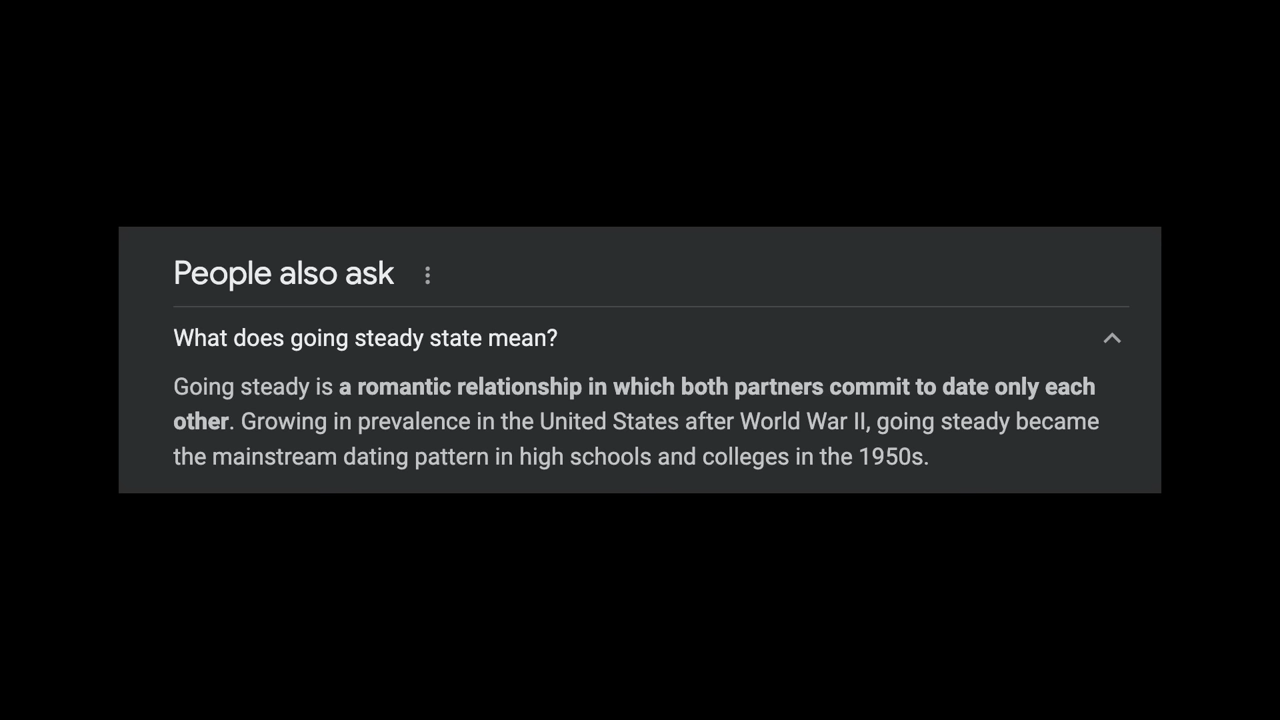 People also ask
What does going steady state mean?
Going steady is a romantic relationship in which both partners commit to date only each
other. Growing in prevalence in the United States after World War II, going steady became
the mainstream dating pattern in high schools and colleges in the 1950s.